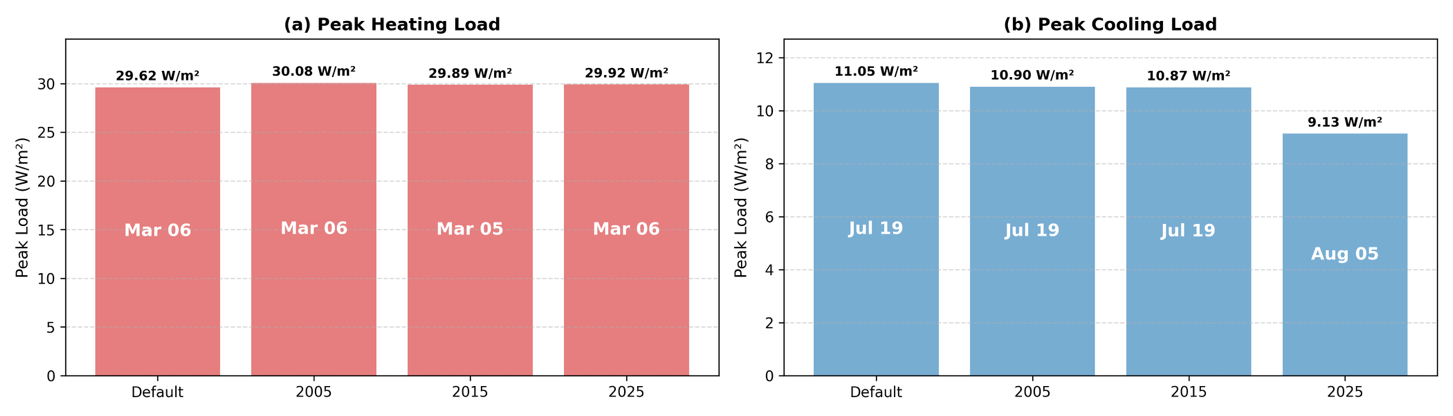 (a) Peak Heating Load
Peak Load (W/m²)
30
25
20
15
10
5
0
29.62 W/m²
30.08 W/m²
29.89 W/m²
29.92 W/m²
Mar 06
Mar 06
Mar 05
Mar 06
Default
2005
2015
2025
(b) Peak Cooling Load
Peak Load (W/m²)
12
10
8
6
4
2
0
11.05 W/m²
10.90 W/m²
10.87 W/m²
9.13 W/m²
Jul 19
Jul 19
Jul 19
Aug 05
Default
2005
2015
2025